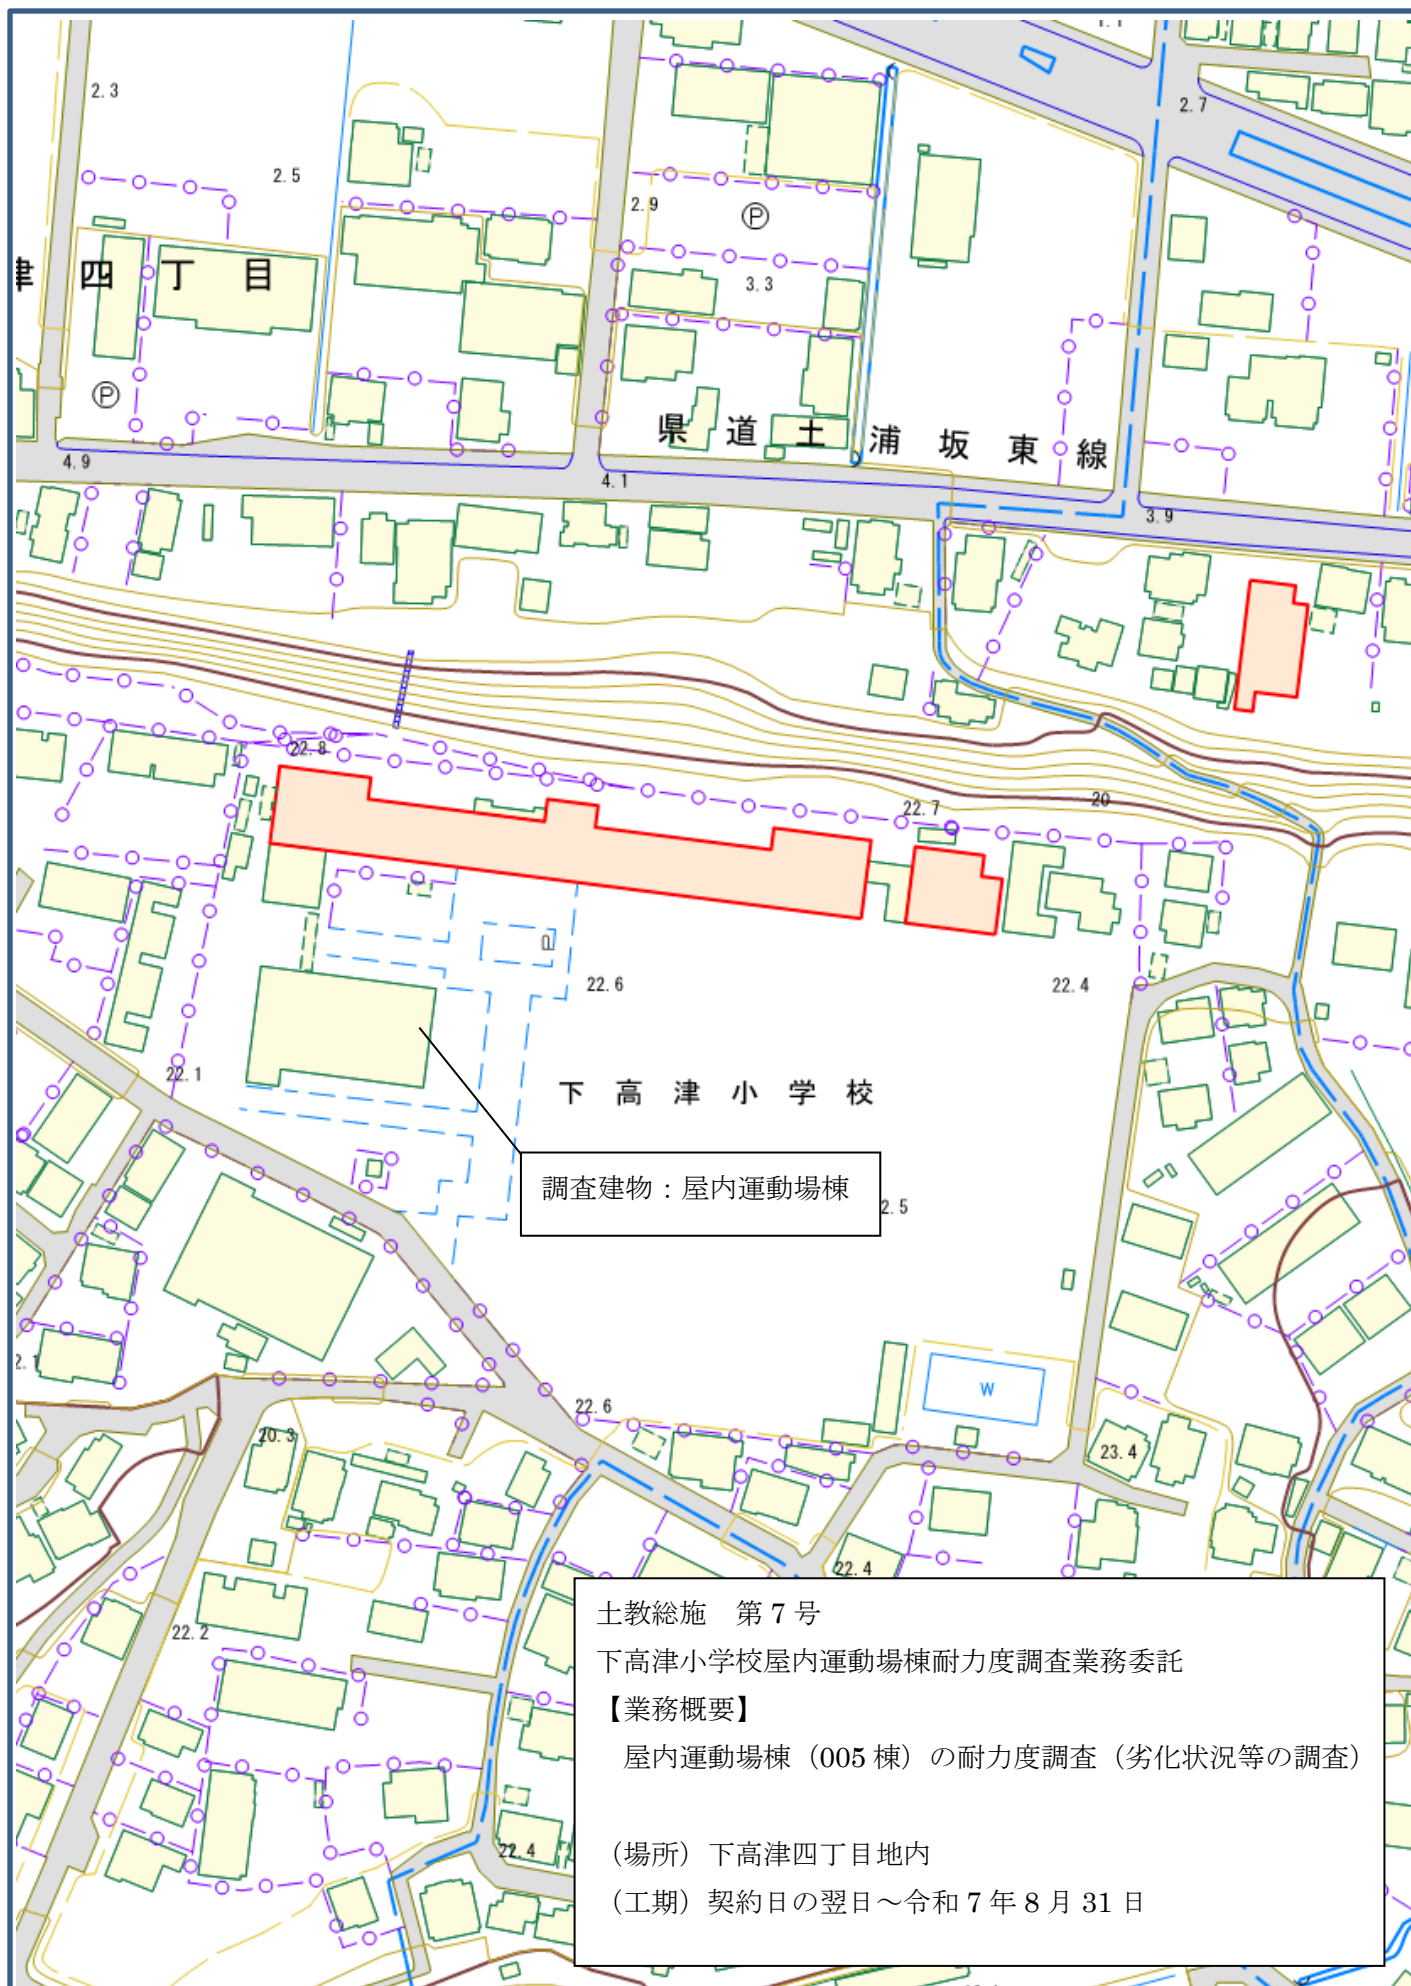 1.1
2.3
2.7
2.5
2.9
P
3.3
津四丁目
P
県道土浦坂東線
4.9
4.1
3.9
22.8
22.7
20
P
22.6
22.4
22.1
下高津小学校
調査建物：屋内運動場棟
2.5
2.1
W
22.6
20.3
23.4
22.4
22.2
22.4
土教総施　第7号
下高津小学校屋内運動場棟耐力度調査業務委託
【業務概要】
屋内運動場棟（005棟）の耐力度調査（劣化状況等の調査）
（場所）下高津四丁目地内
（工期）契約日の翌日～令和7年8月31日